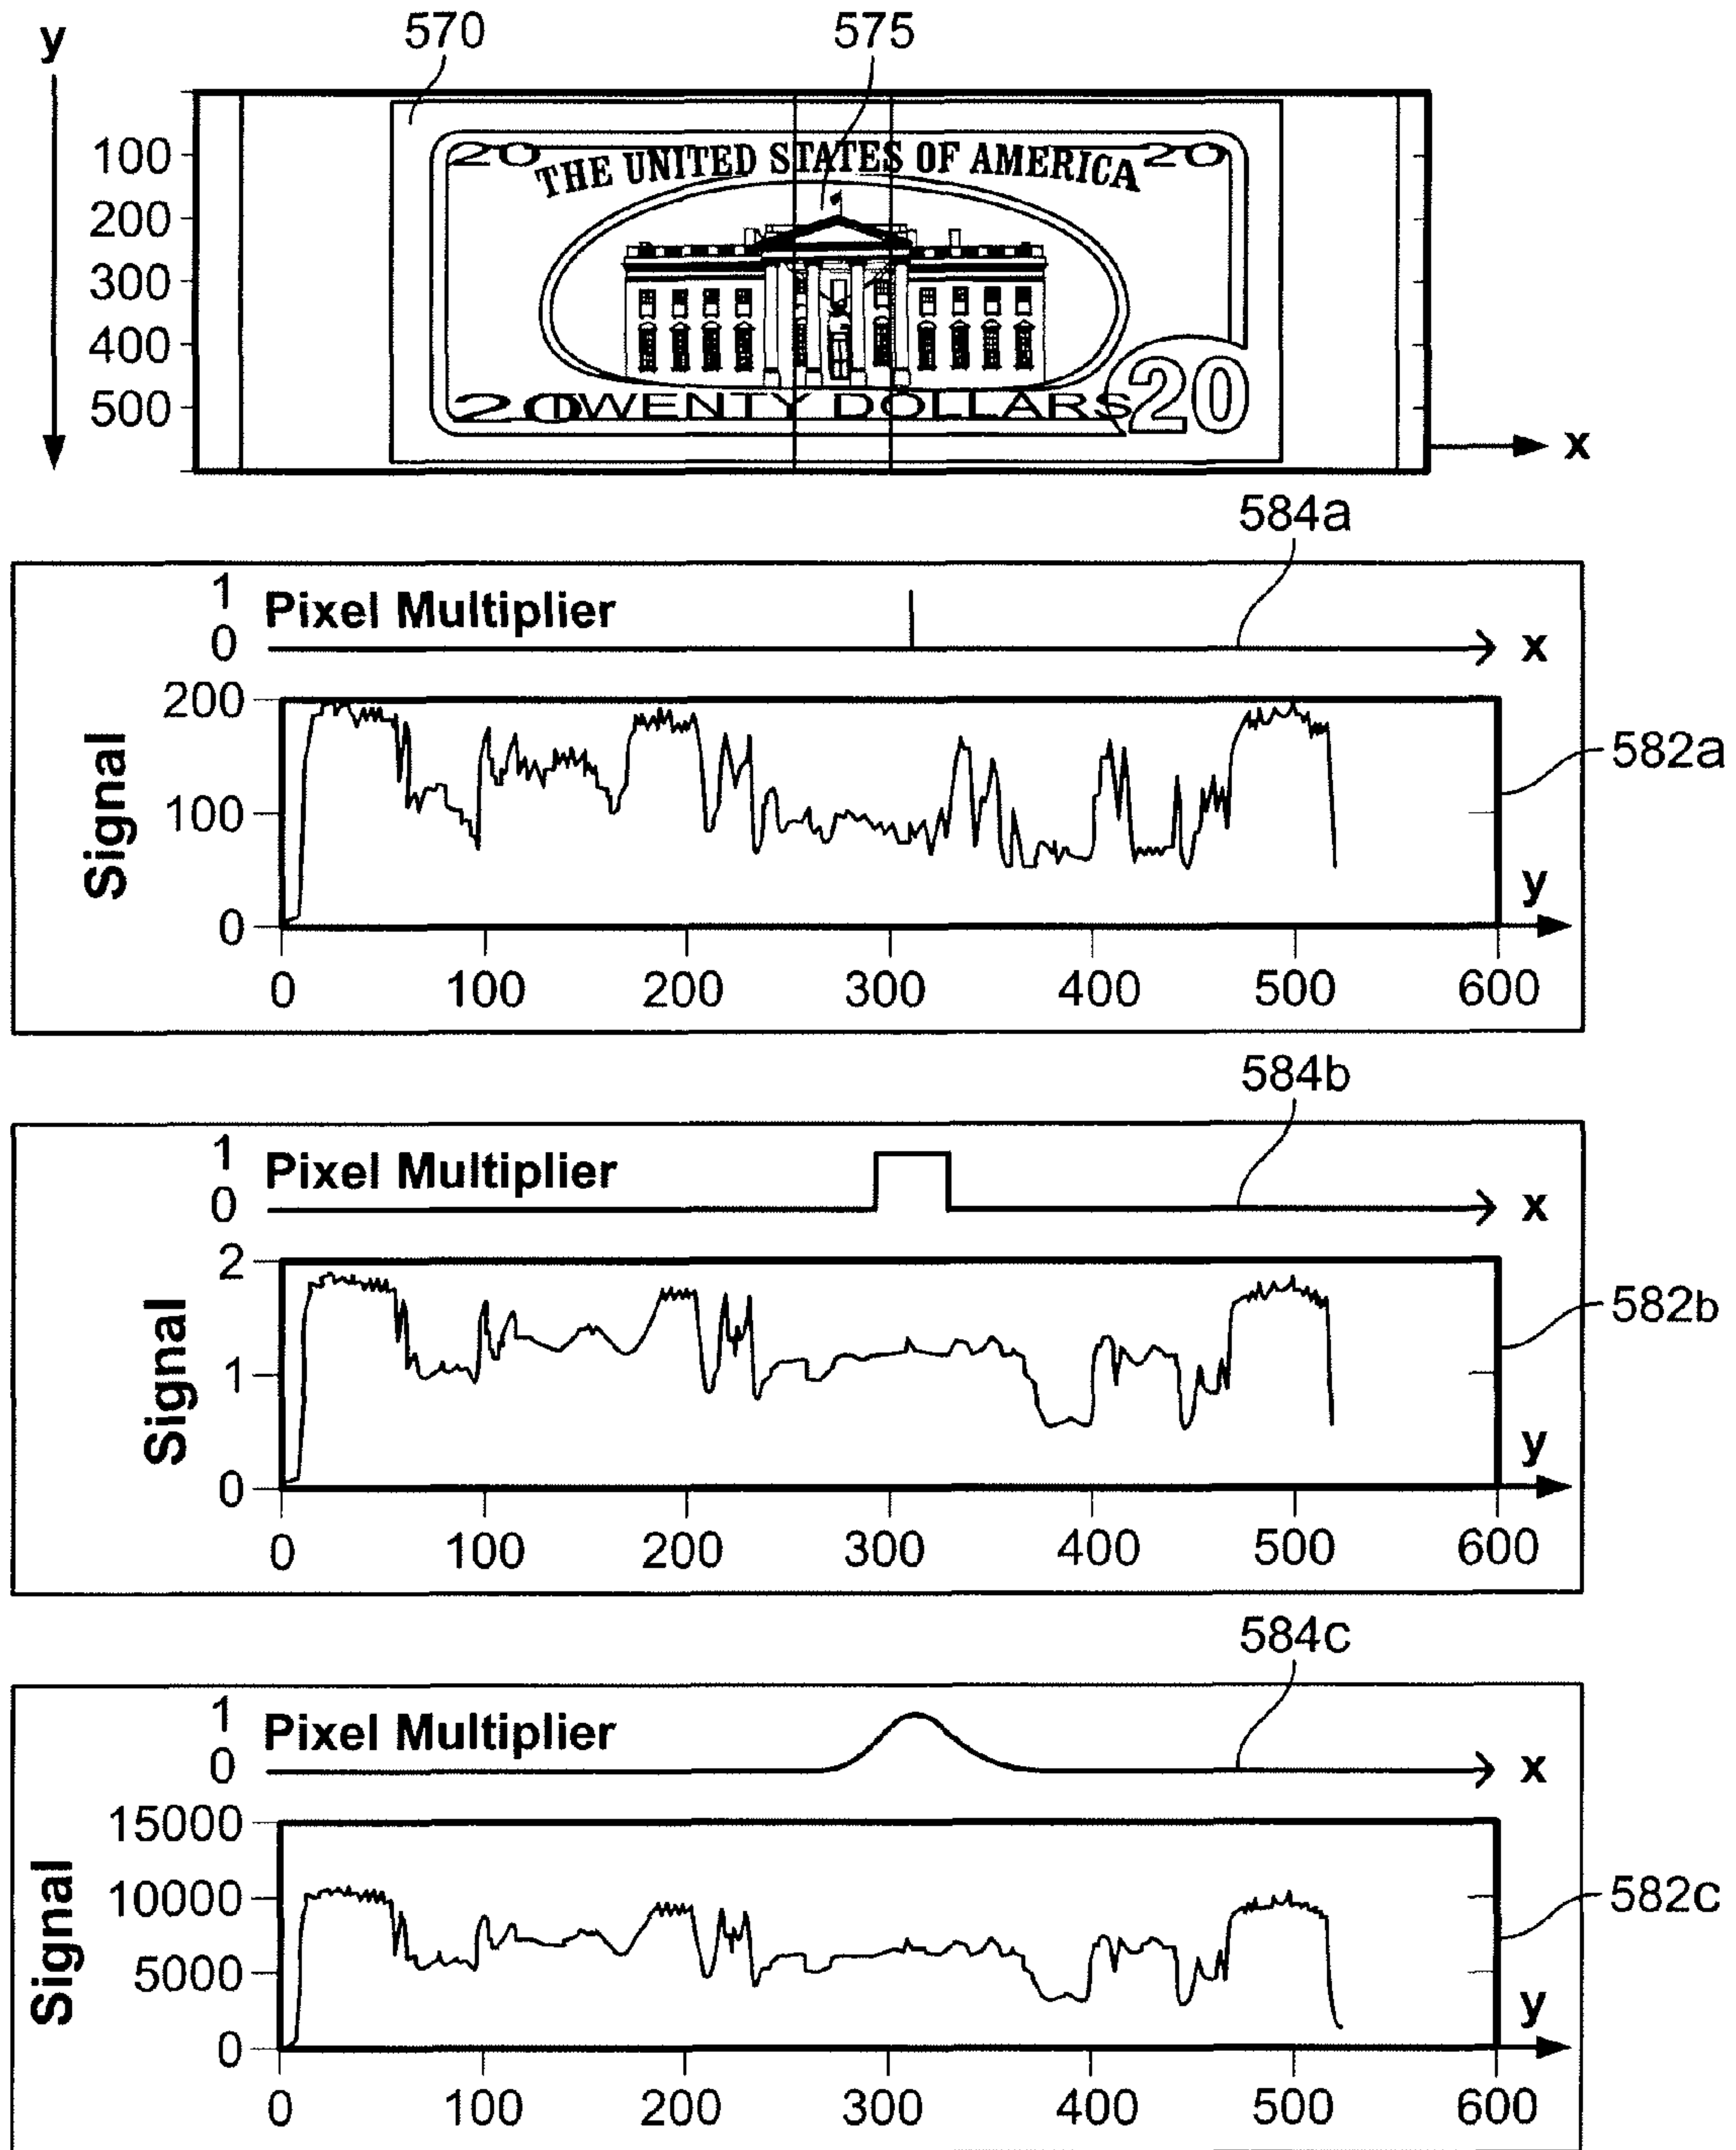 570 575
y
100
200
300
400
500
20 THE UNITED STATES OF AMERICA 20
20 TWENTY DOLLARS 20
x
584a
1
0
Pixel Multiplier
x
Signal
200
100
0
582a
y
0 100 200 300 400 500 600
584b
1
0
Pixel Multiplier
x
Signal
2
1
0
582b
y
0 100 200 300 400 500 600
584c
1
0
Pixel Multiplier
x
Signal
15000
10000
5000
0
582c
y
0 100 200 300 400 500 600